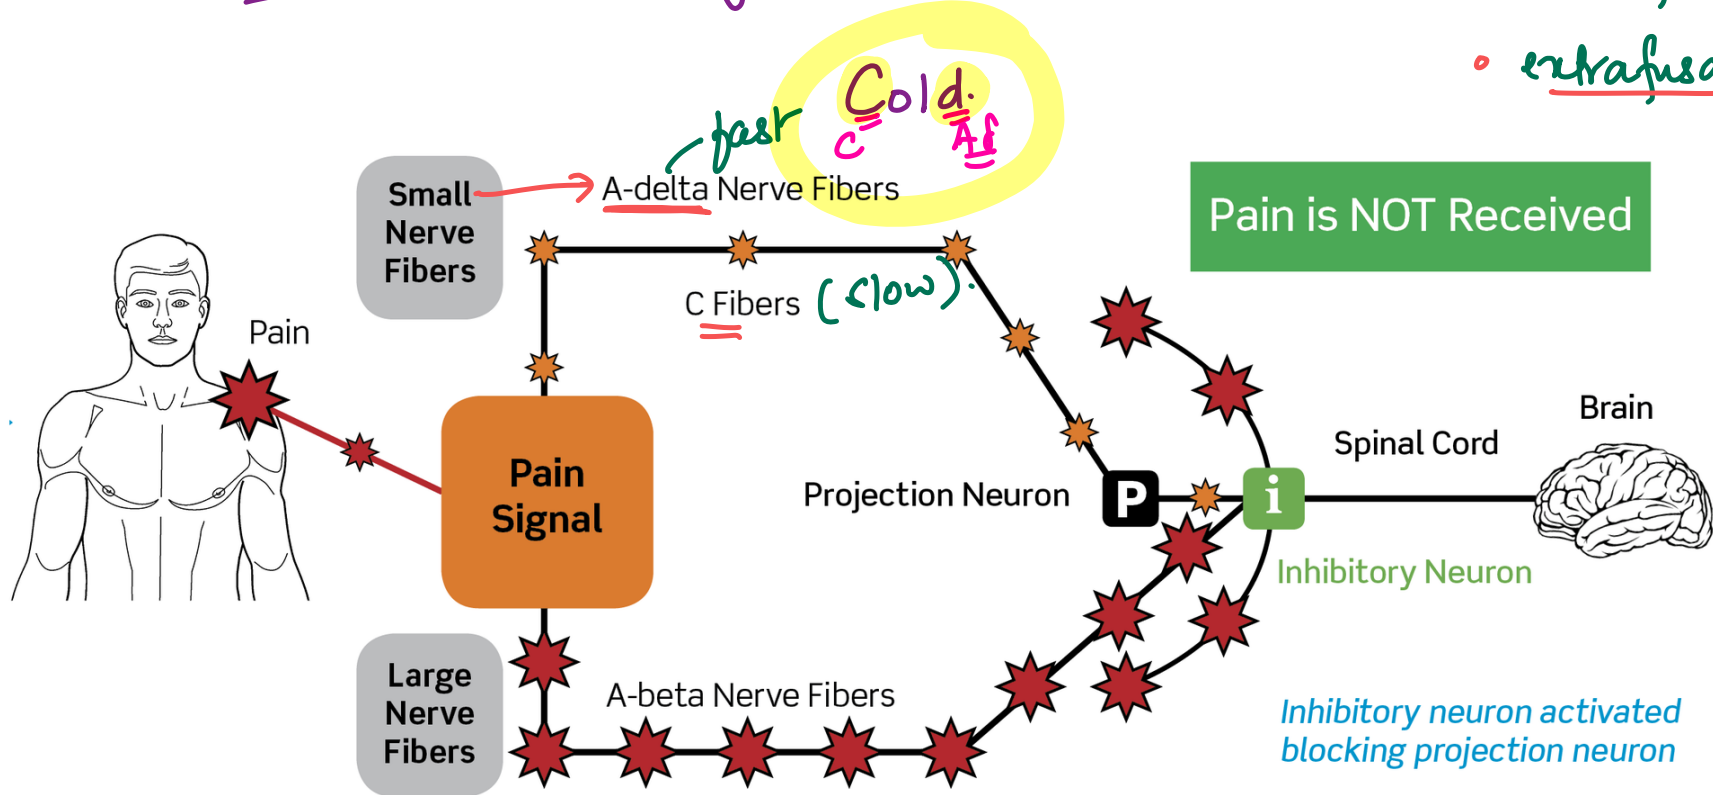 Cold.
C Aδ
extrafus
fast
Small
Nerve
Fibers
A-delta Nerve Fibers
Pain is NOT Received
C Fibers (slow).
Pain
Brain
Spinal Cord
Pain
Signal
Projection Neuron
P
i
Inhibitory Neuron
Large
Nerve
Fibers
A-beta Nerve Fibers
Inhibitory neuron activated
blocking projection neuron